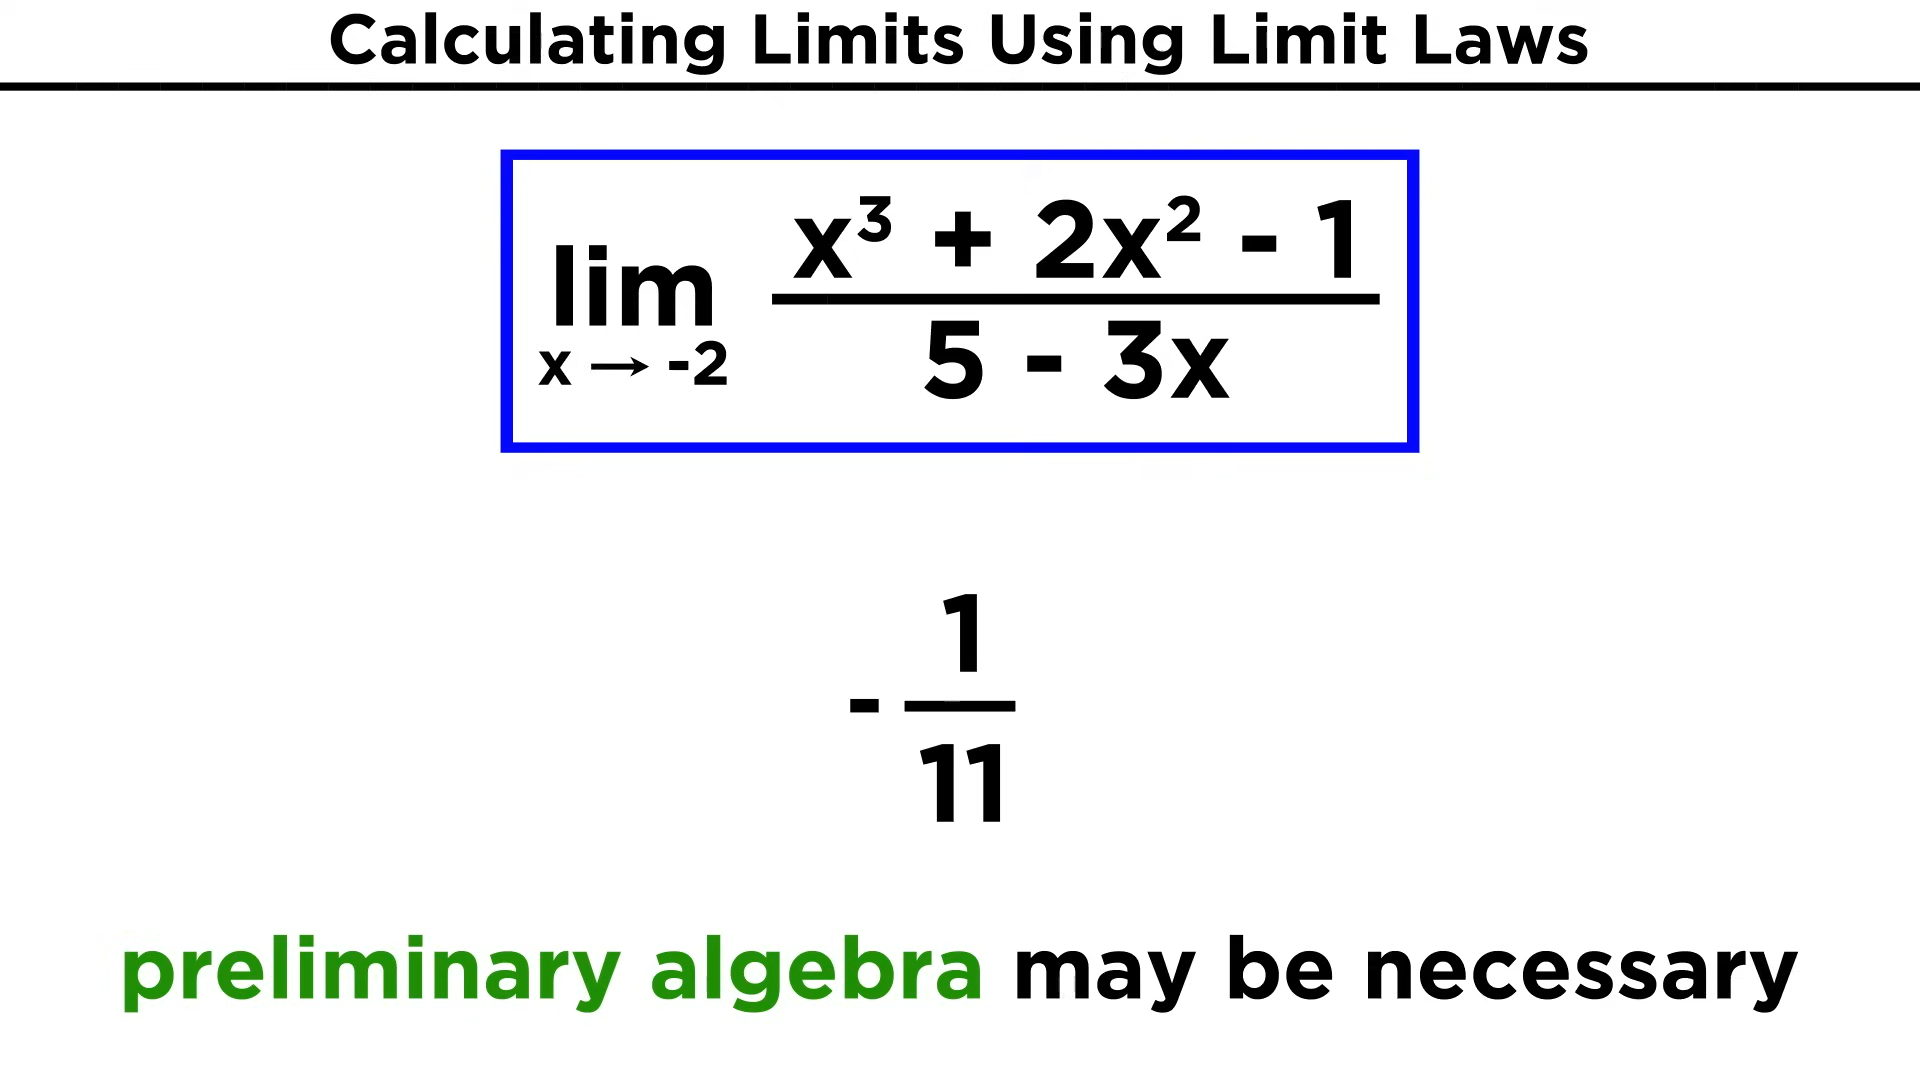 Calculating Limits Using Limit Laws
lim x → -2 x³ + 2x² - 1
5 - 3x
- 1
11
preliminary algebra may be necessary